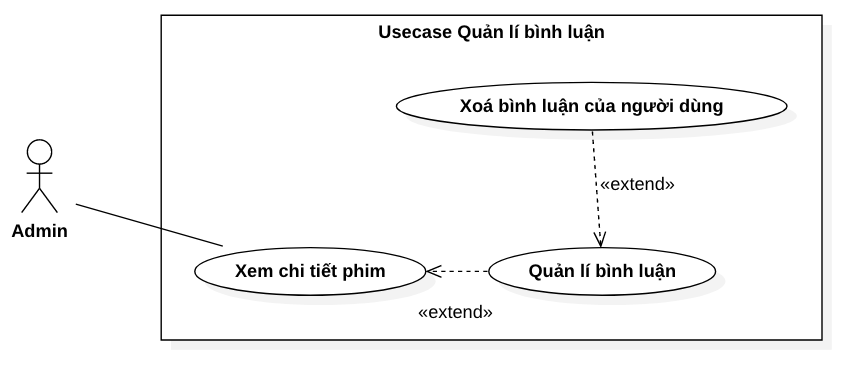 Usecase Quản lí bình luận
Xoá bình luận của người dùng
«extend»
Admin
Xem chi tiết phim
Quản lí bình luận
«extend»